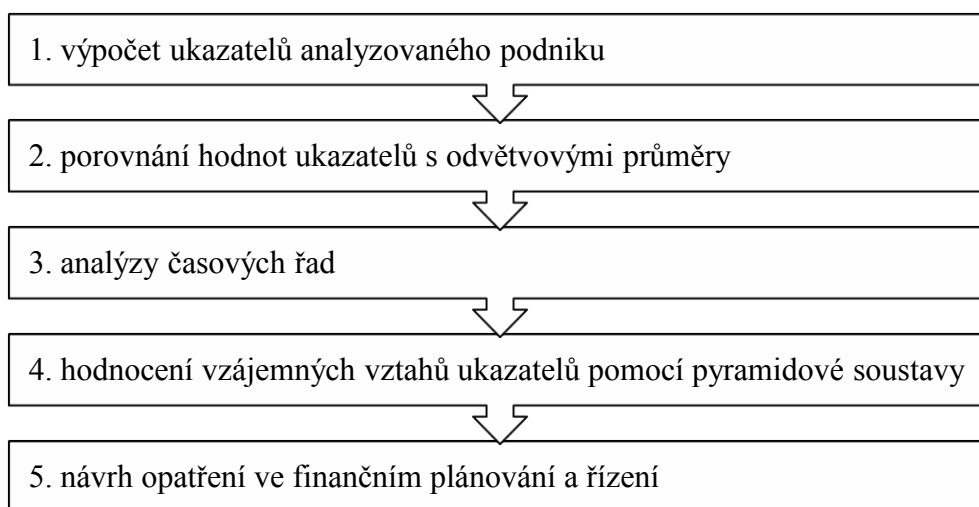 1. výpočet ukazatelů analyzovaného podniku
2. porovnání hodnot ukazatelů s odvětvovými průměry
3. analýzy časových řad
4. hodnocení vzájemných vztahů ukazatelů pomocí pyramidové soustavy
5. návrh opatření ve finančním plánování a řízení